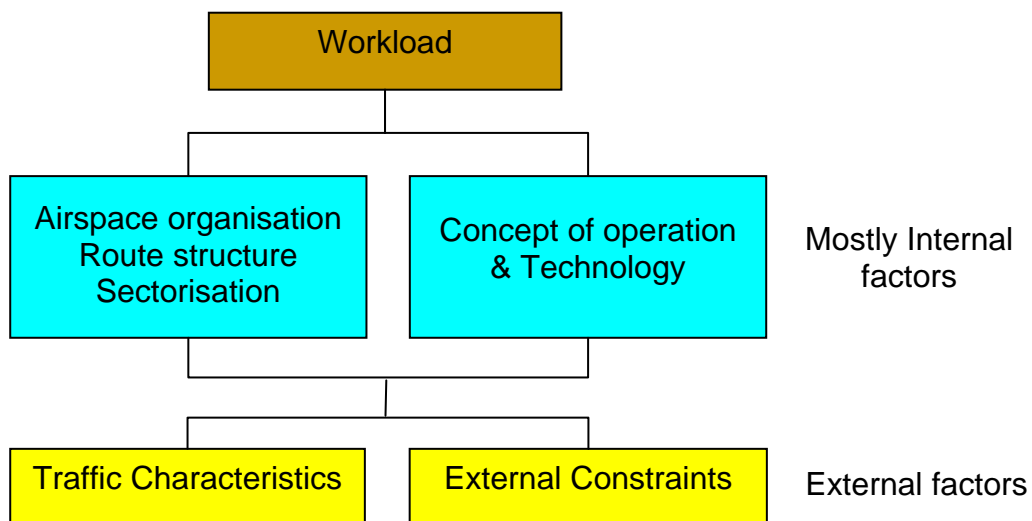 Workload
Airspace organisation
Route structure
Sectorisation
Concept of operation
& Technology
Mostly Internal
factors
Traffic Characteristics
External Constraints
External factors